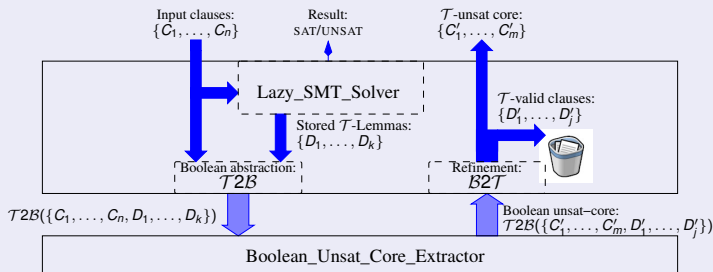 Input clauses:
{C₁, . . . , Cₙ}
Result:
SAT/UNSAT
𝒯-unsat core:
{C′₁, . . . , C′ₘ}
Lazy_SMT_Solver
𝒯-valid clauses:
{D′₁, . . . , D′ⱼ}
Stored 𝒯-Lemmas:
{D₁, . . . , Dₖ}
Boolean abstraction:
𝒯2ℬ
Refinement:
ℬ2𝒯
𝒯2ℬ({C₁, . . . , Cₙ, D₁, . . . , Dₖ})
Boolean unsat–core:
𝒯2ℬ({C′₁, . . . , C′ₘ, D′₁, . . . , D′ⱼ})
Boolean_Unsat_Core_Extractor